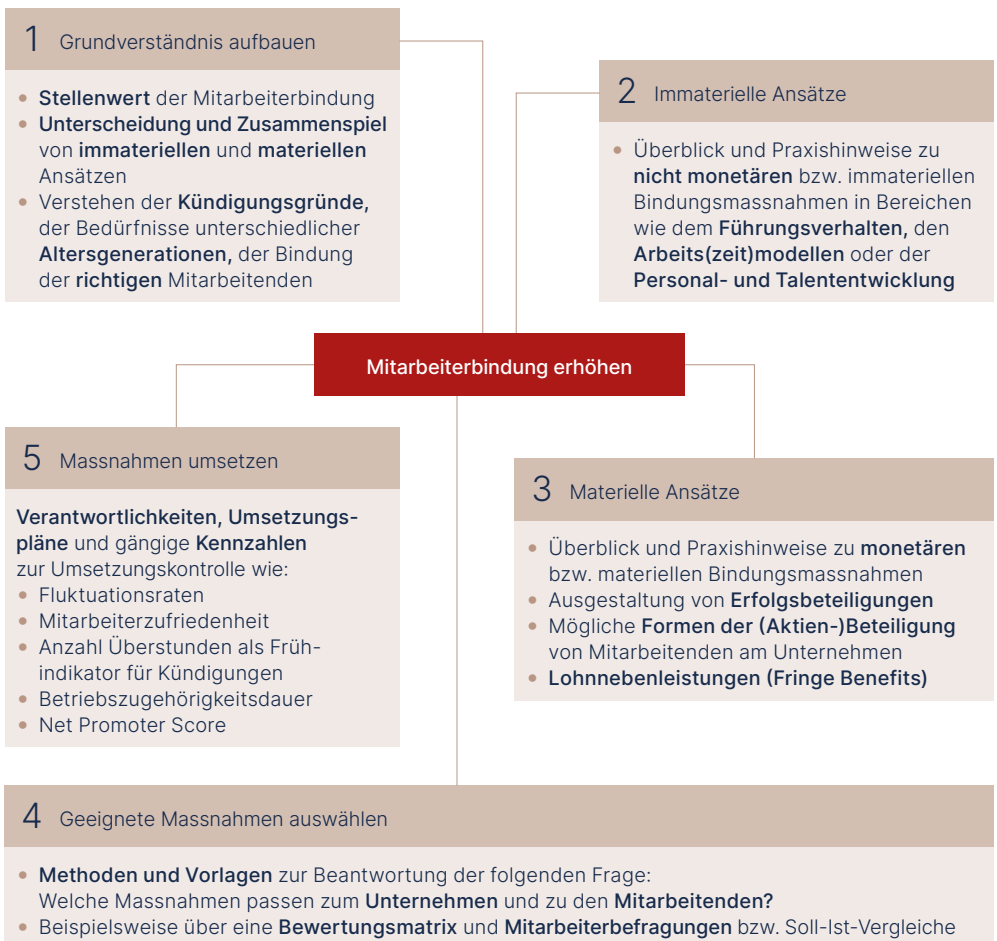 1 Grundverständnis aufbauen
• Stellenwert der Mitarbeiterbindung
• Unterscheidung und Zusammenspiel
von immateriellen und materiellen
Ansätzen
• Verstehen der Kündigungsgründe,
der Bedürfnisse unterschiedlicher
Altersgenerationen, der Bindung
der richtigen Mitarbeitenden
2 Immaterielle Ansätze
• Überblick und Praxishinweise zu
nicht monetären bzw. immateriellen
Bindungsmassnahmen in Bereichen
wie dem Führungsverhalten, den
Arbeits(zeit)modellen oder der
Personal- und Talententwicklung
Mitarbeiterbindung erhöhen
3 Materielle Ansätze
• Überblick und Praxishinweise zu monetären
bzw. materiellen Bindungsmassnahmen
• Ausgestaltung von Erfolgsbeteiligungen
• Mögliche Formen der (Aktien-)Beteiligung
von Mitarbeitenden am Unternehmen
• Lohnnebenleistungen (Fringe Benefits)
4 Geeignete Massnahmen auswählen
• Methoden und Vorlagen zur Beantwortung der folgenden Frage:
Welche Massnahmen passen zum Unternehmen und zu den Mitarbeitenden?
• Beispielsweise über eine Bewertungsmatrix und Mitarbeiterbefragungen bzw. Soll-Ist-Vergleiche
5 Massnahmen umsetzen
Verantwortlichkeiten, Umsetzungs-
pläne und gängige Kennzahlen
zur Umsetzungskontrolle wie:
• Fluktuationsraten
• Mitarbeiterzufriedenheit
• Anzahl Überstunden als Früh-
indikator für Kündigungen
• Betriebszugehörigkeitsdauer
• Net Promoter Score